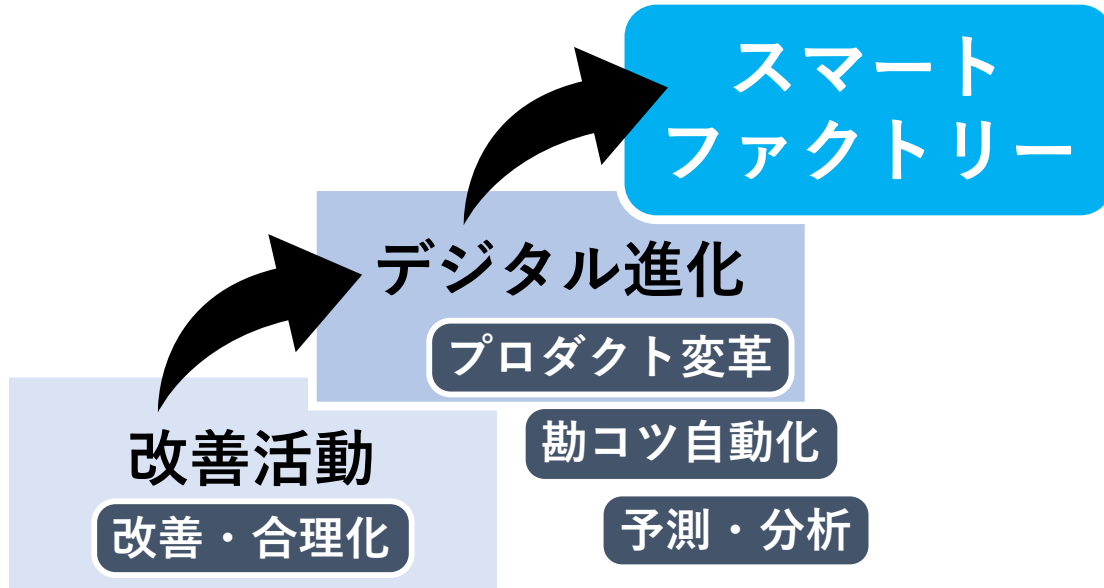 スマート
ファクトリー
デジタル進化
プロダクト変革
勘コツ自動化
改善活動
改善・合理化
予測・分析